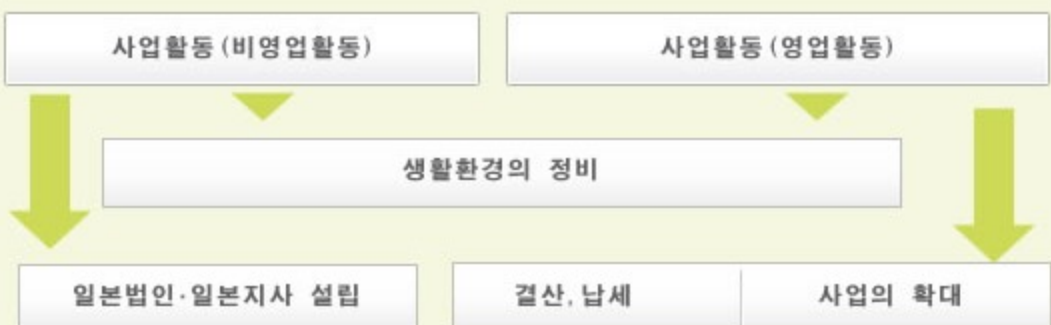 사업활동(비영업활동)
사업활동(영업활동)
생활환경의 정비
일본법인·일본지사 설립
결산,납세
사업의 확대